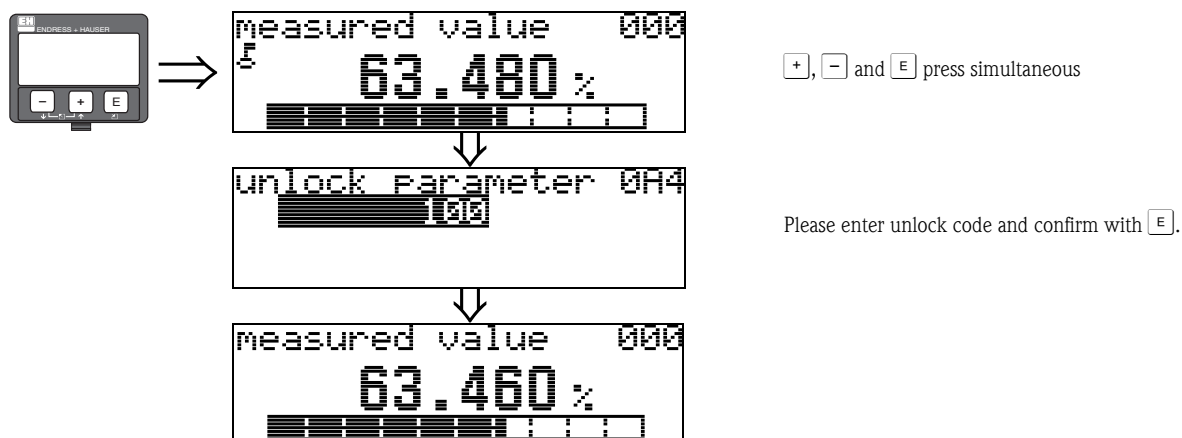 EH
ENDRESS + HAUSER
- + E
measured value 000
63.480 %
+, - and E press simultaneous
unlock parameter 0A4
100
Please enter unlock code and confirm with E.
measured value 000
63.460 %